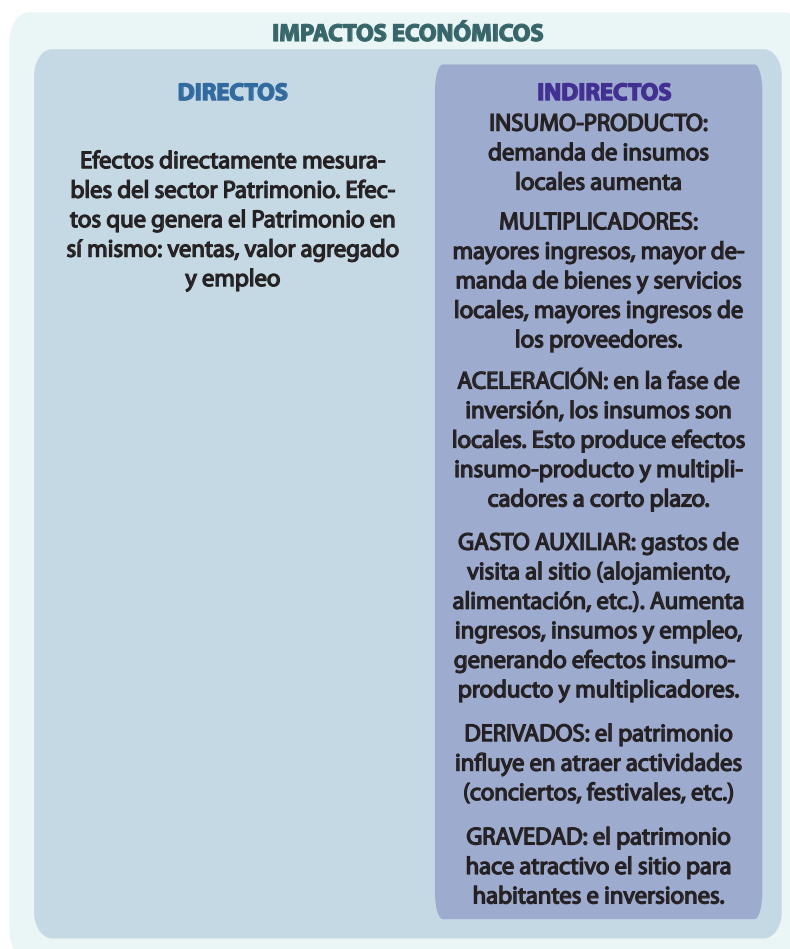 IMPACTOS ECONÓMICOS
DIRECTOS
Efectos directamente mesura-
bles del sector Patrimonio. Efec-
tos que genera el Patrimonio en
sí mismo: ventas, valor agregado
y empleo
INDIRECTOS
INSUMO-PRODUCTO:
demanda de insumos
locales aumenta
MULTIPLICADORES:
mayores ingresos, mayor de-
manda de bienes y servicios
locales, mayores ingresos de
los proveedores.
ACELERACIÓN: en la fase de
inversión, los insumos son
locales. Esto produce efectos
insumo-producto y multipli-
cadores a corto plazo.
GASTO AUXILIAR: gastos de
visita al sitio (alojamiento,
alimentación, etc.). Aumenta
ingresos, insumos y empleo,
generando efectos insumo-
producto y multiplicadores.
DERIVADOS: el patrimonio
influye en atraer actividades
(conciertos, festivales, etc.)
GRAVEDAD: el patrimonio
hace atractivo el sitio para
habitantes e inversiones.